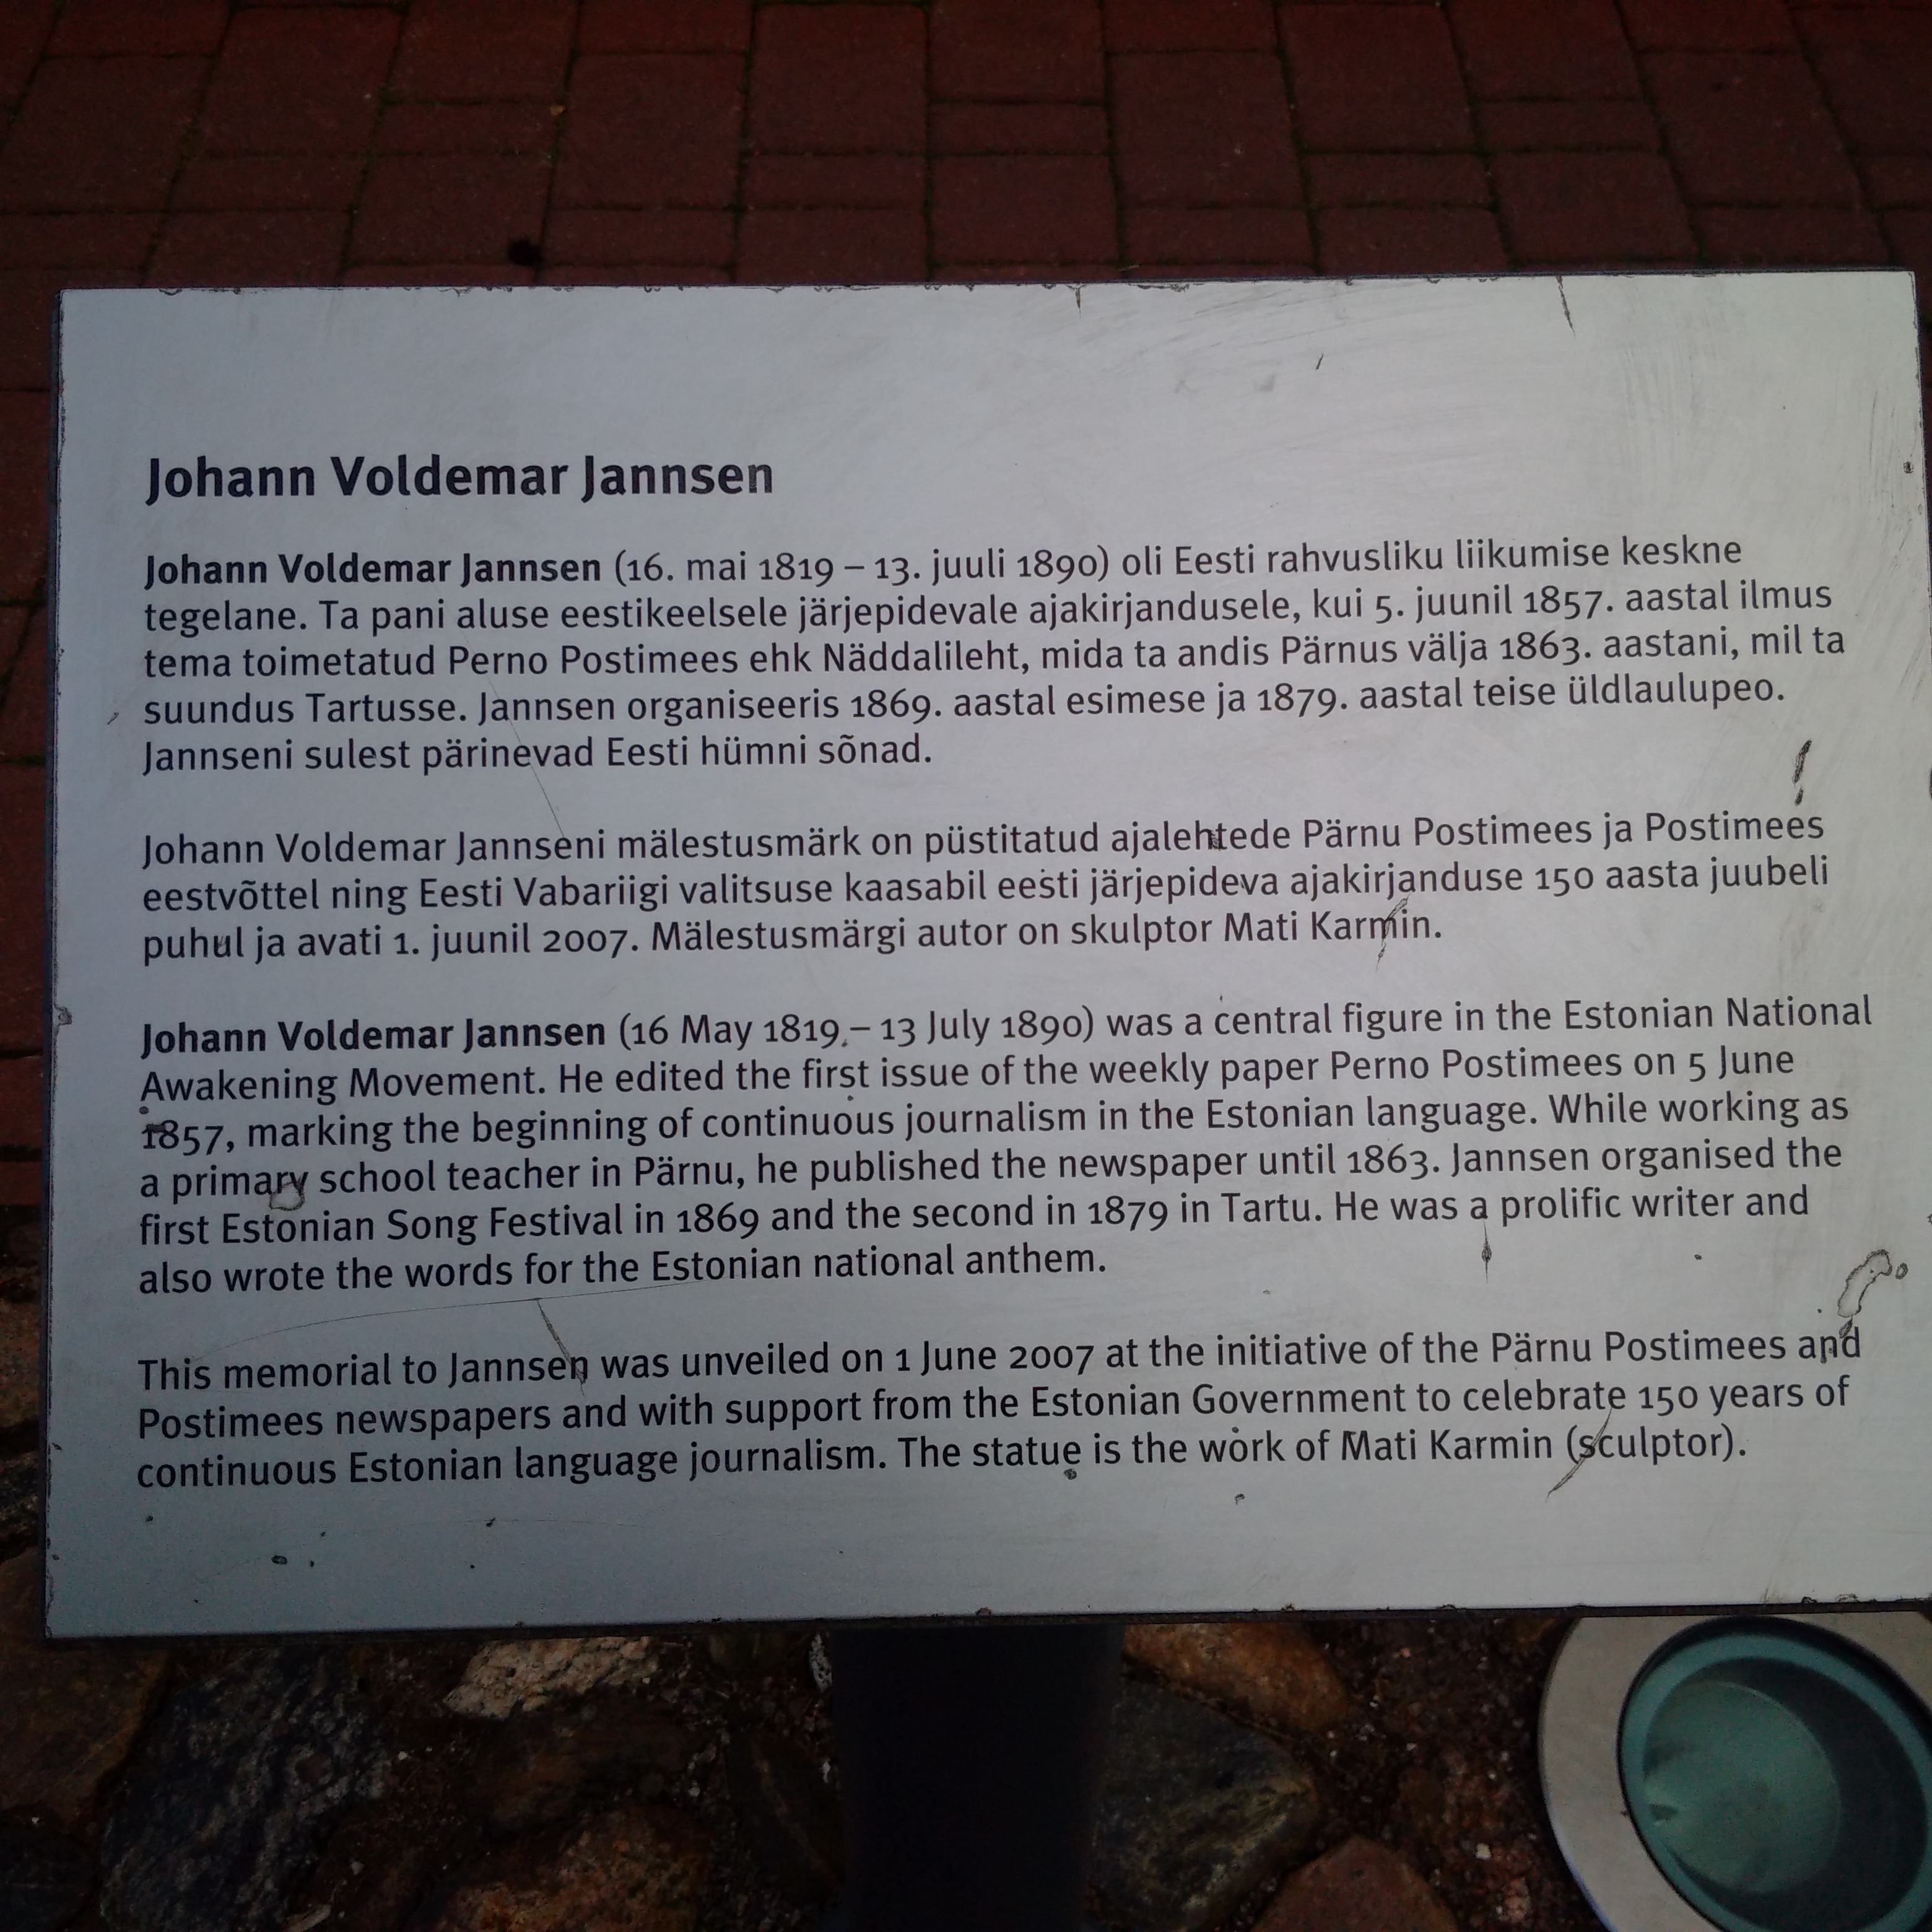 Johann Voldemar Jannsen
Johann Voldemar Jannsen (16. mai 1819 – 13. juuli 1890) oli Eesti rahvusliku liikumise keskne
tegelane. Ta pani aluse eestikeelsele järjepidevale ajakirjandusele, kui 5. juunil 1857. aastal ilmus
tema toimetatud Perno Postimees ehk Näddalileht, mida ta andis Pärnus välja 1863. aastani, mil ta
suundus Tartusse. Jannsen organiseeris 1869. aastal esimese ja 1879. aastal teise üldlaulupeo.
Jannseni sulest pärinevad Eesti hümni sõnad.
Johann Voldemar Jannseni mälestusmärk on püstitatud ajalehtede Pärnu Postimees ja Postimees
eestvõttel ning Eesti Vabariigi valitsuse kaasabil eesti järjepideva ajakirjanduse 150 aasta juubeli
puhul ja avati 1. juunil 2007. Mälestusmärgi autor on skulptor Mati Karmin.
Johann Voldemar Jannsen (16 May 1819 – 13 July 1890) was a central figure in the Estonian National
Awakening Movement. He edited the first issue of the weekly paper Perno Postimees on 5 June
1857, marking the beginning of continuous journalism in the Estonian language. While working as
a primary school teacher in Pärnu, he published the newspaper until 1863. Jannsen organised the
first Estonian Song Festival in 1869 and the second in 1879 in Tartu. He was a prolific writer and
also wrote the words for the Estonian national anthem.
This memorial to Jannsen was unveiled on 1 June 2007 at the initiative of the Pärnu Postimees and
Postimees newspapers and with support from the Estonian Government to celebrate 150 years of
continuous Estonian language journalism. The statue is the work of Mati Karmin (sculptor).